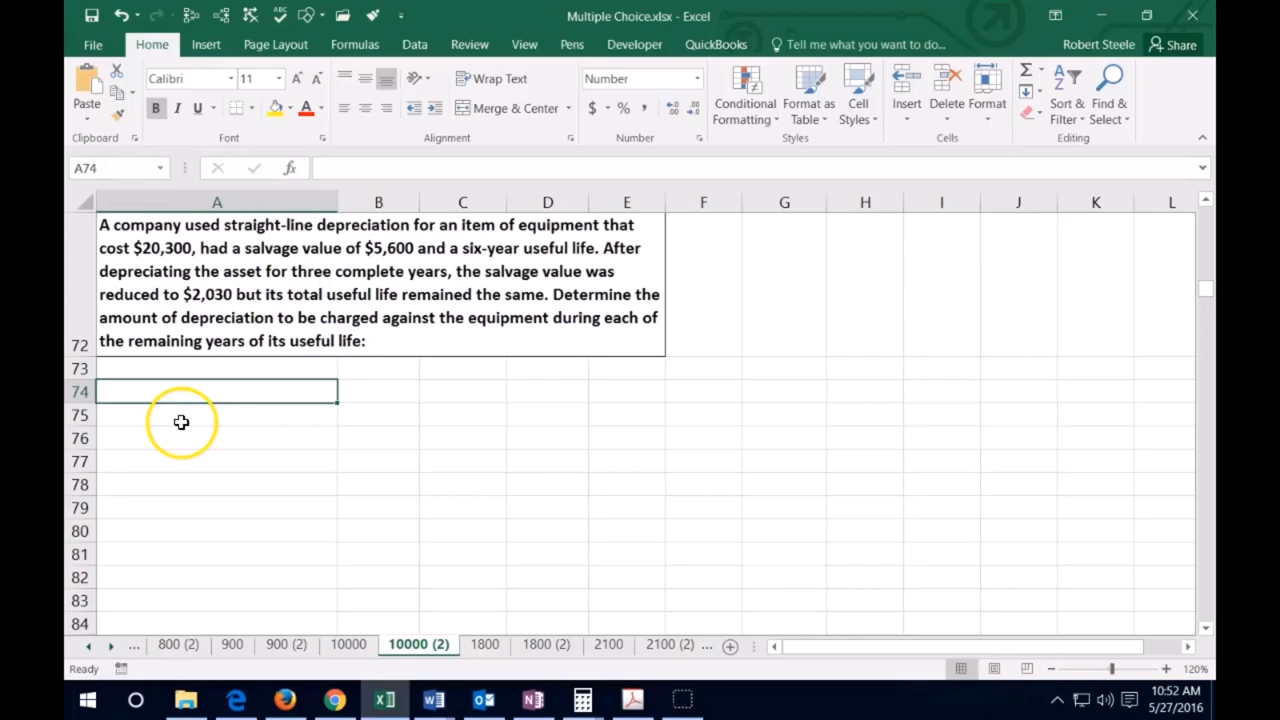 Multiple Choice.xlsx - Excel
File Home Insert Page Layout Formulas Data Review View Pens Developer QuickBooks Tell me what you want to do... Robert Steele Share
Paste
Calibri 11 A A
B I U A
Wrap Text
Merge & Center
Number
$ % ,
Conditional Formatting
Format as Table
Cell Styles
Insert Delete Format
Sort & Filter
Find & Select
Clipboard Font Alignment Number Styles Cells Editing
A74 fx
A B C D E F G H I J K L
A company used straight-line depreciation for an item of equipment that
cost $20,300, had a salvage value of $5,600 and a six-year useful life. After
depreciating the asset for three complete years, the salvage value was
reduced to $2,030 but its total useful life remained the same. Determine the
amount of depreciation to be charged against the equipment during each of
72 the remaining years of its useful life:
73
74
75
76
77
78
79
80
81
82
83
84
... 800 (2) 900 900 (2) 10000 10000 (2) 1800 1800 (2) 2100 2100 (2) ...
Ready 120%
10:52 AM
5/27/2016